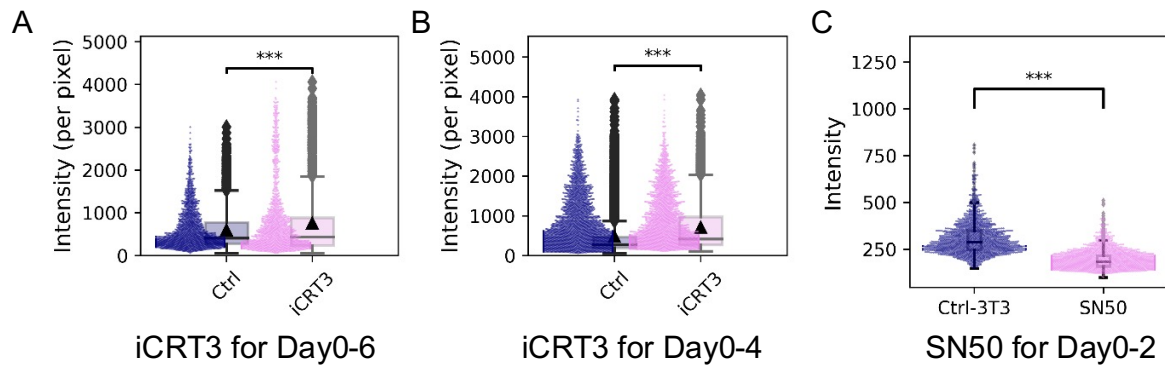 A
Intensity (per pixel)
5000
4000
3000
2000
1000
0
***
Ctrl
iCRT3
iCRT3 for Day0-6
B
Intensity (per pixel)
5000
4000
3000
2000
1000
0
***
Ctrl
iCRT3
iCRT3 for Day0-4
C
Intensity
1250
1000
750
500
250
***
Ctrl-3T3
SN50
SN50 for Day0-2